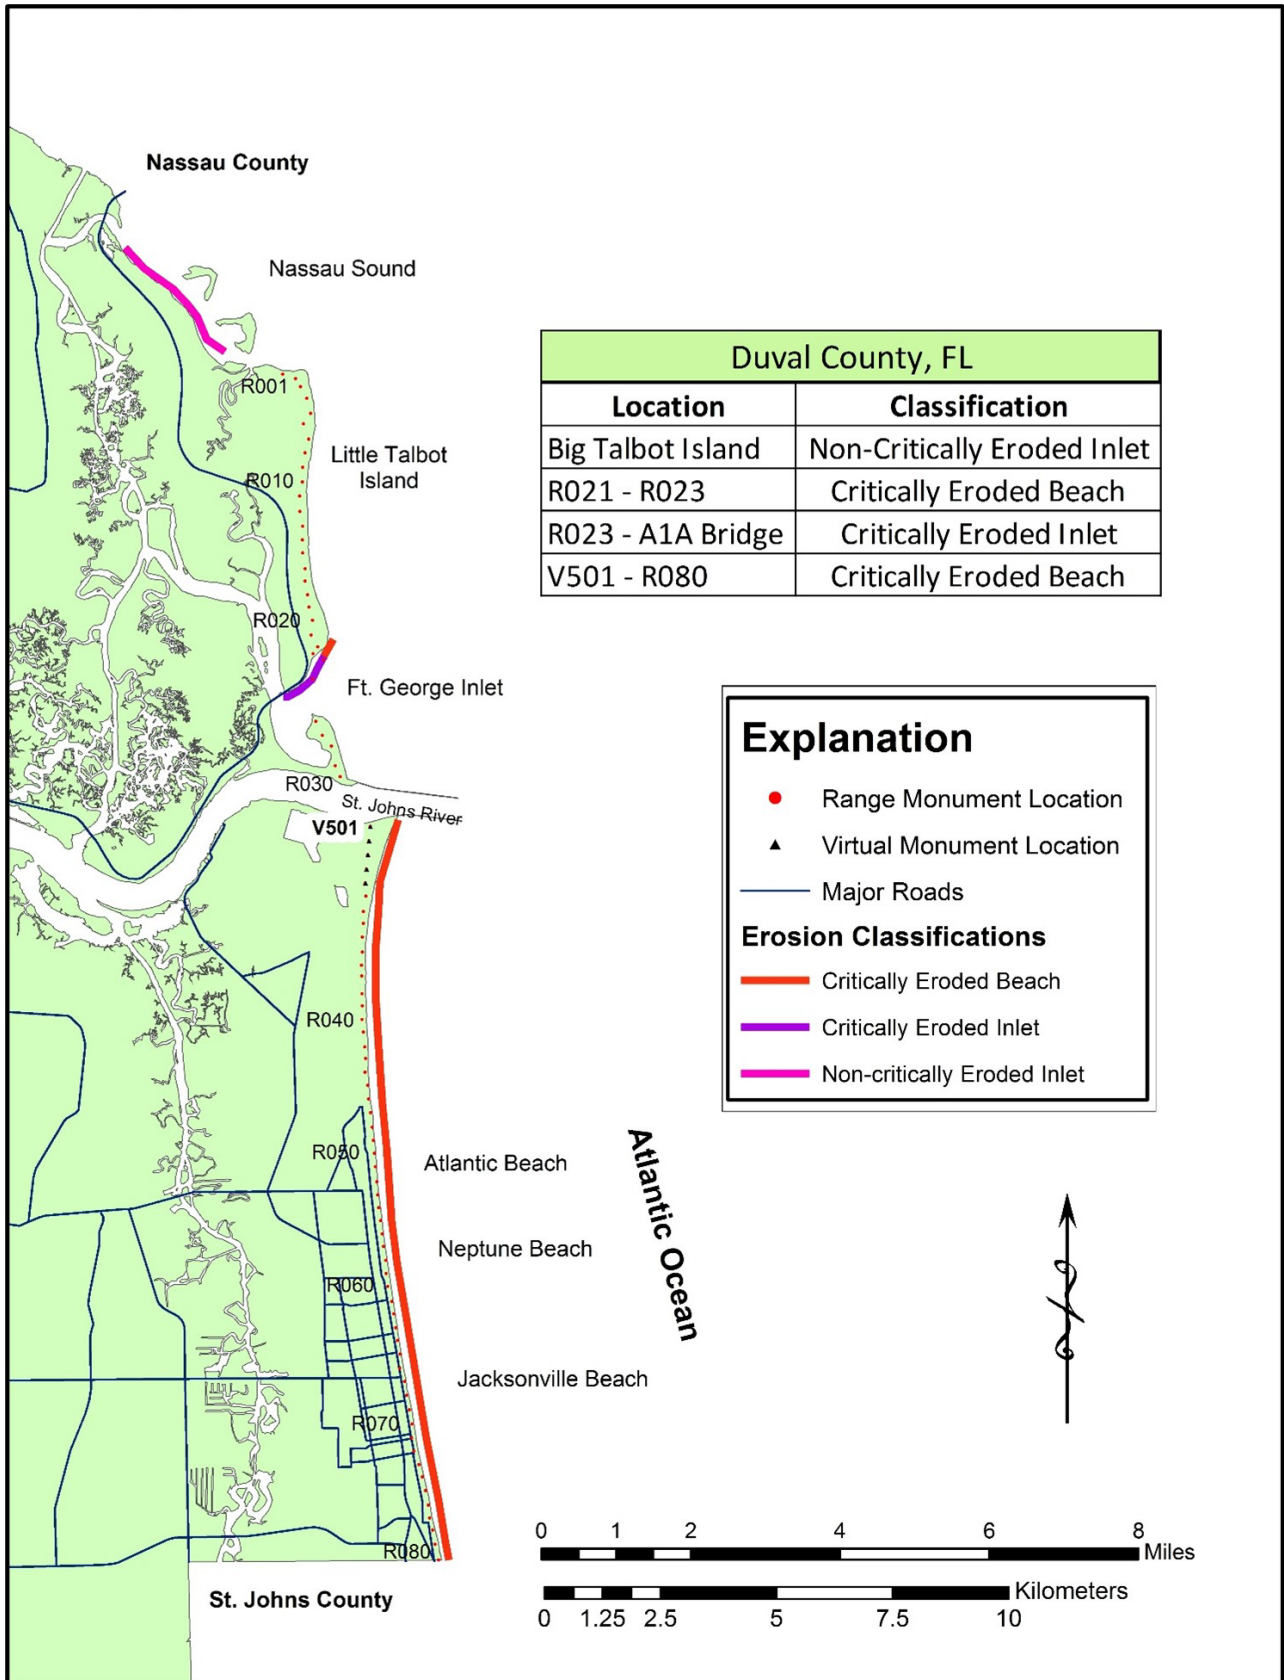 Nassau County
Nassau Sound
R001
Little Talbot
Island
R010
R020
Ft. George Inlet
R030
St. Johns River
V501
R040
R050
Atlantic Beach
Neptune Beach
R060
Jacksonville Beach
R070
R080
St. Johns County
Atlantic Ocean
Duval County, FL
Location Classification
Big Talbot Island Non-Critically Eroded Inlet
R021 - R023 Critically Eroded Beach
R023 - A1A Bridge Critically Eroded Inlet
V501 - R080 Critically Eroded Beach
Explanation
Range Monument Location
Virtual Monument Location
Major Roads
Erosion Classifications
Critically Eroded Beach
Critically Eroded Inlet
Non-critically Eroded Inlet
0 1 2 4 6 8
Miles
Kilometers
0 1.25 2.5 5 7.5 10